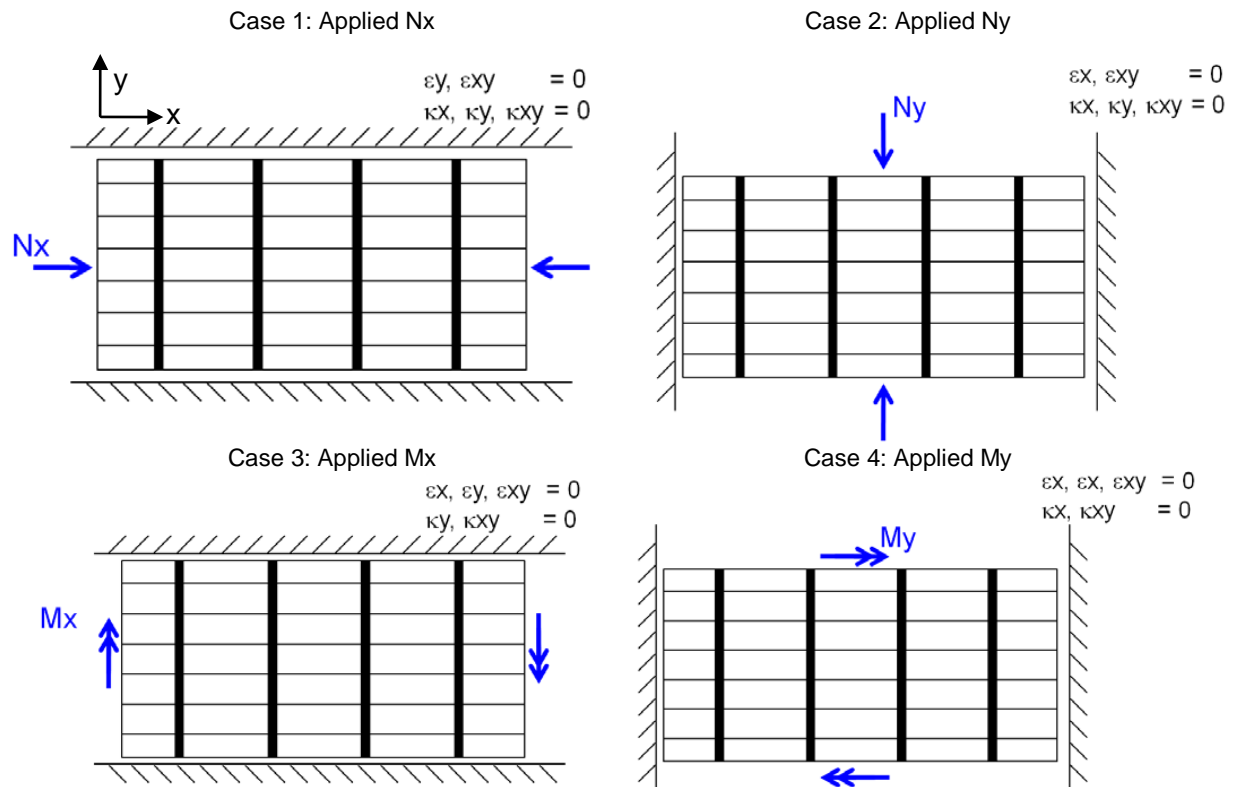 Case 1: Applied Nx
y
x
εy, εxy = 0
κx, κy, κxy = 0
Nx
Case 2: Applied Ny
εx, εxy = 0
κx, κy, κxy = 0
Ny
Case 3: Applied Mx
εx, εy, εxy = 0
κy, κxy = 0
Mx
Case 4: Applied My
εx, εx, εxy = 0
κx, κxy = 0
My